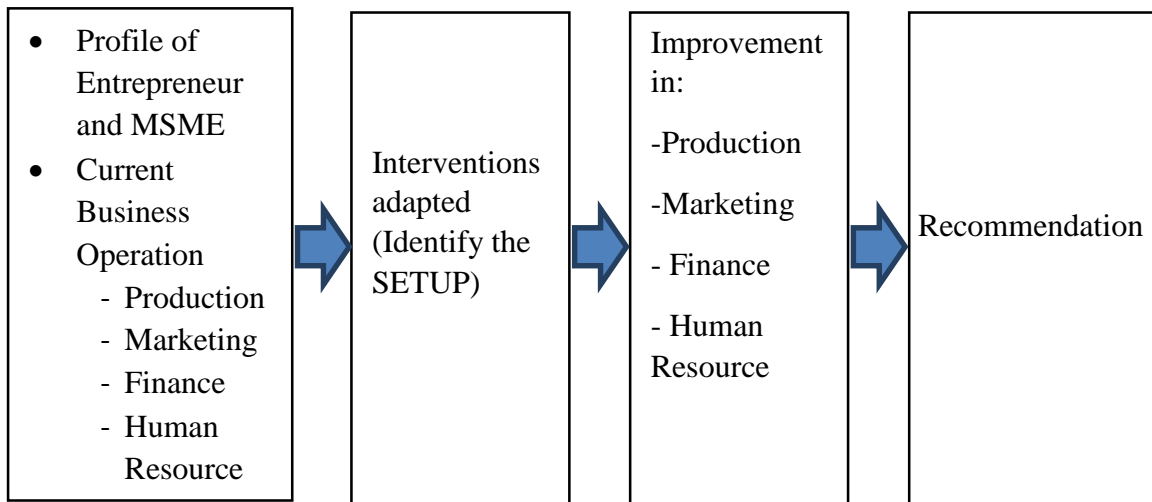 • Profile of
Entrepreneur
and MSME
• Current
Business
Operation
- Production
- Marketing
- Finance
- Human
Resource
Interventions
adapted
(Identify the
SETUP)
Improvement
in:
-Production
-Marketing
- Finance
- Human
Resource
Recommendation